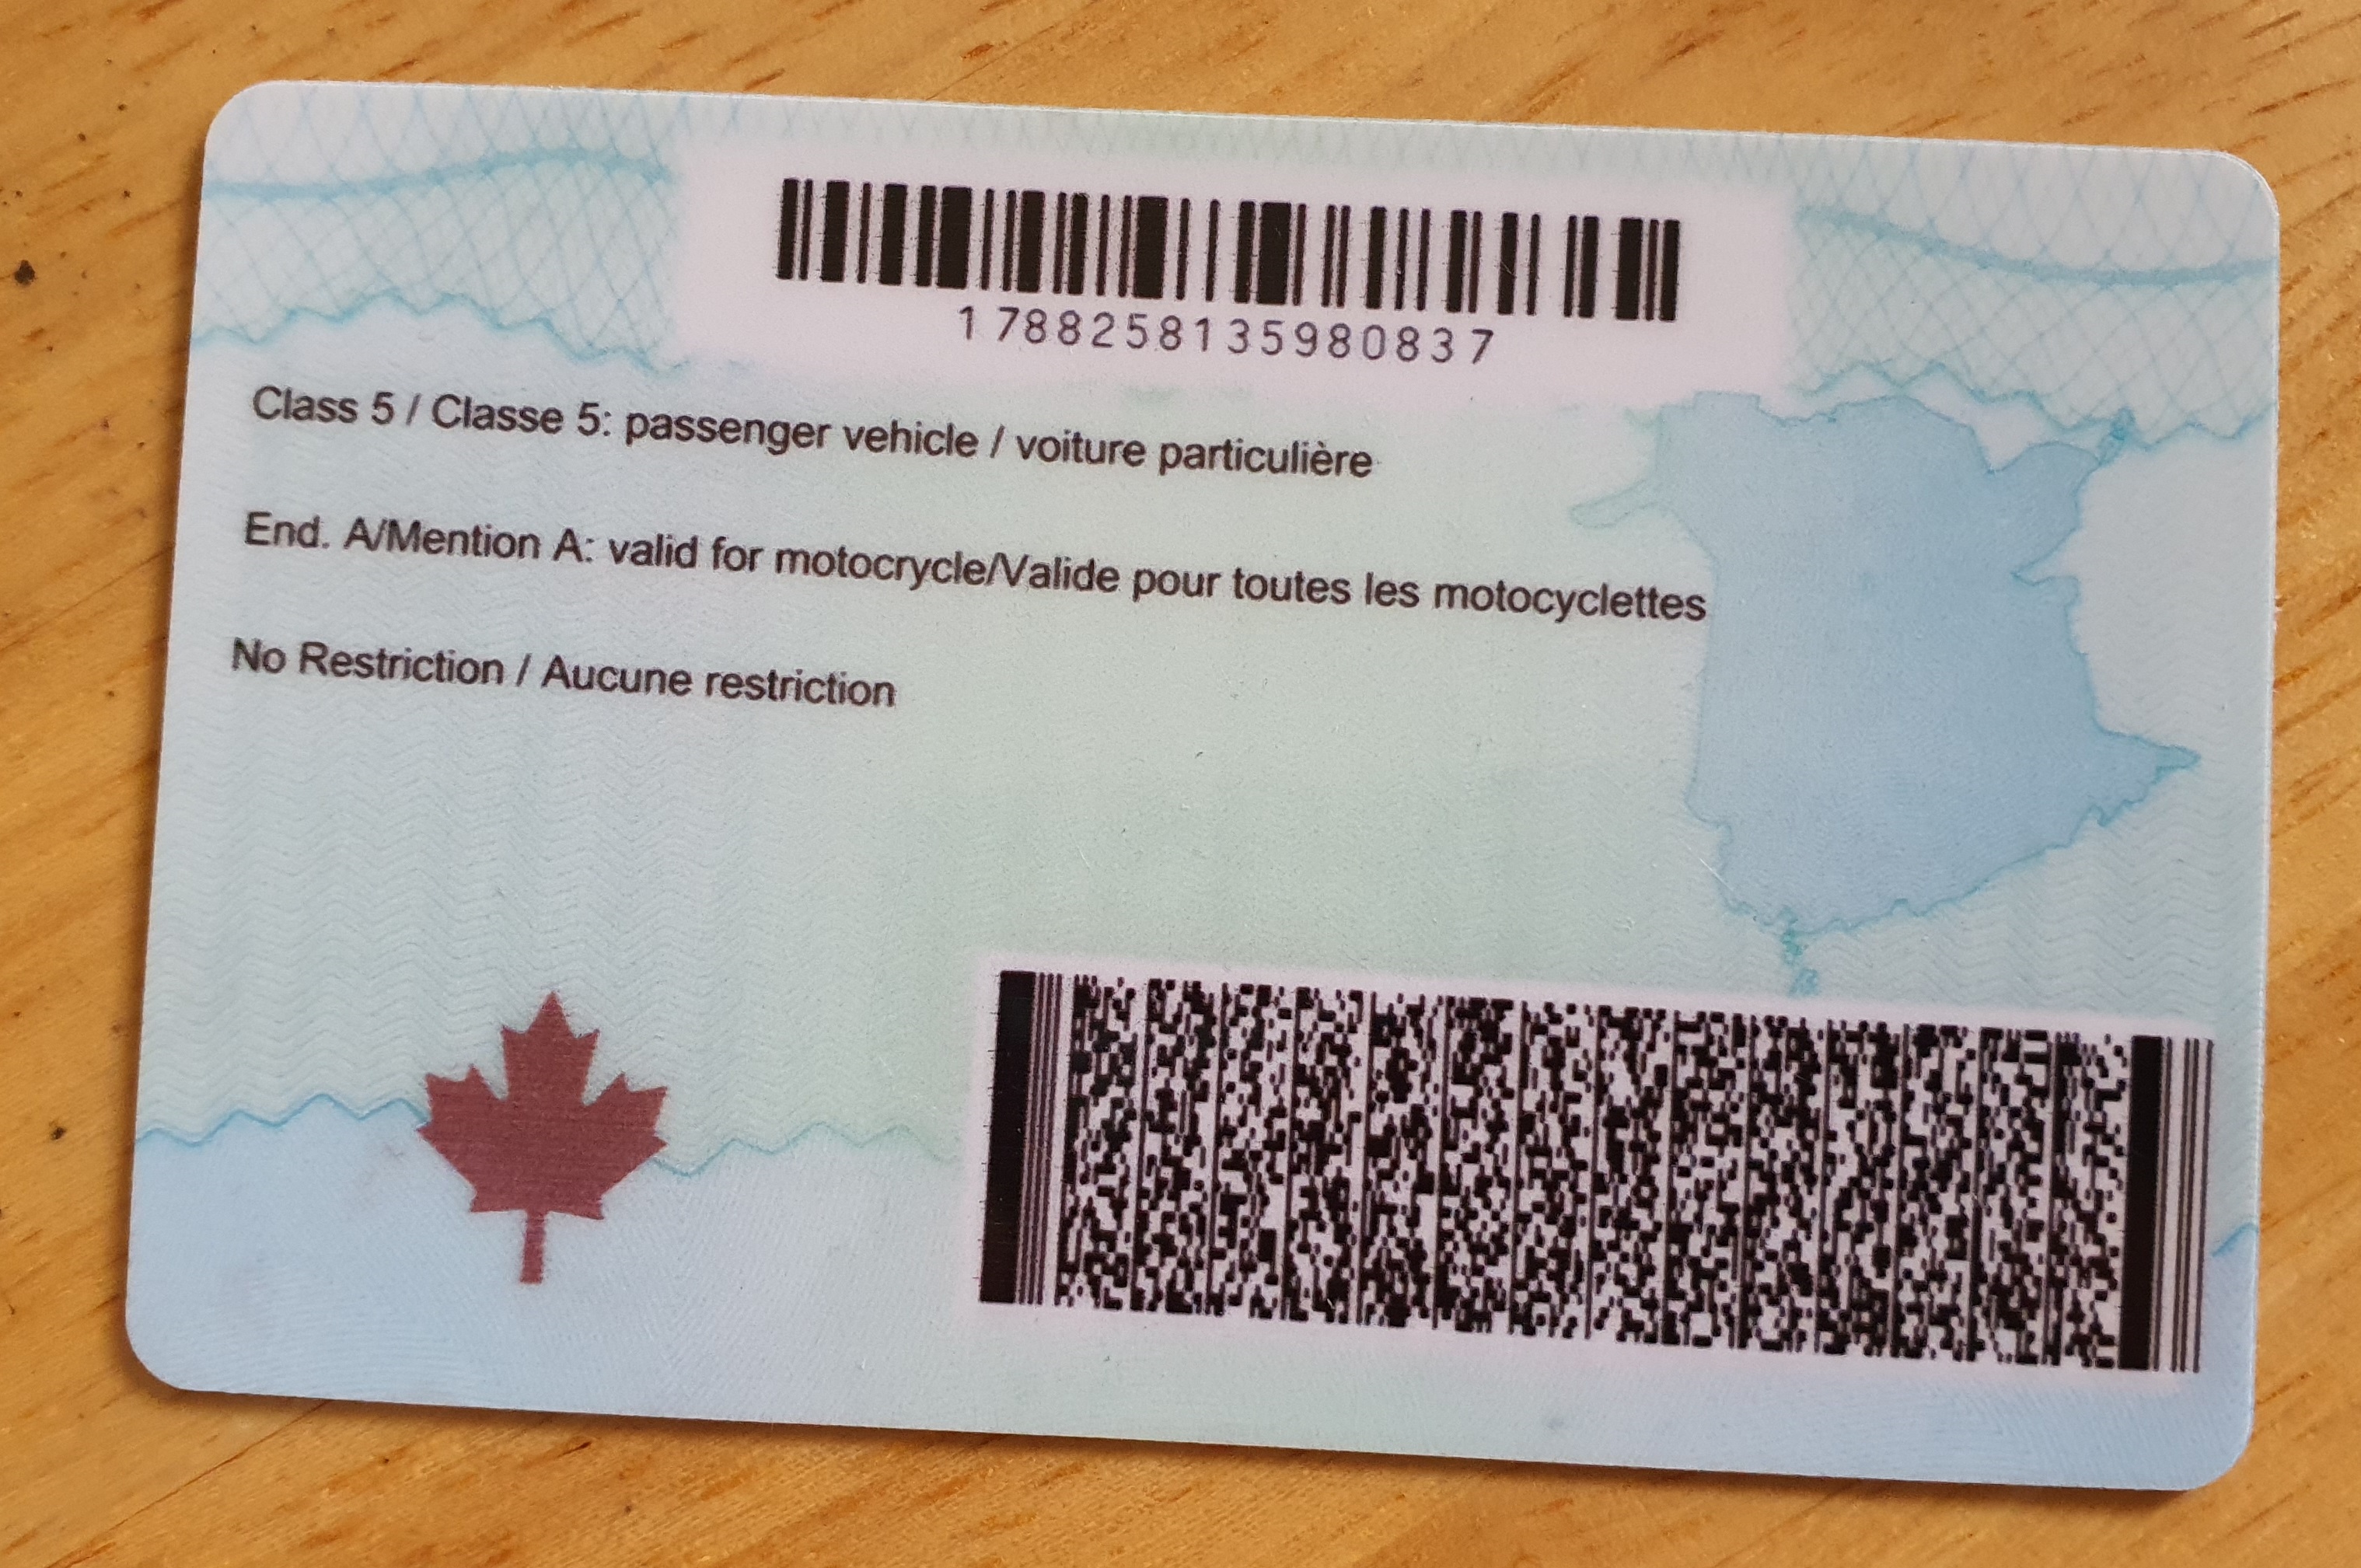 1788258135980837
Class 5 / Classe 5: passenger vehicle / voiture particulière
End. A/Mention A: valid for motocrycle/Valide pour toutes les motocyclettes
No Restriction / Aucune restriction